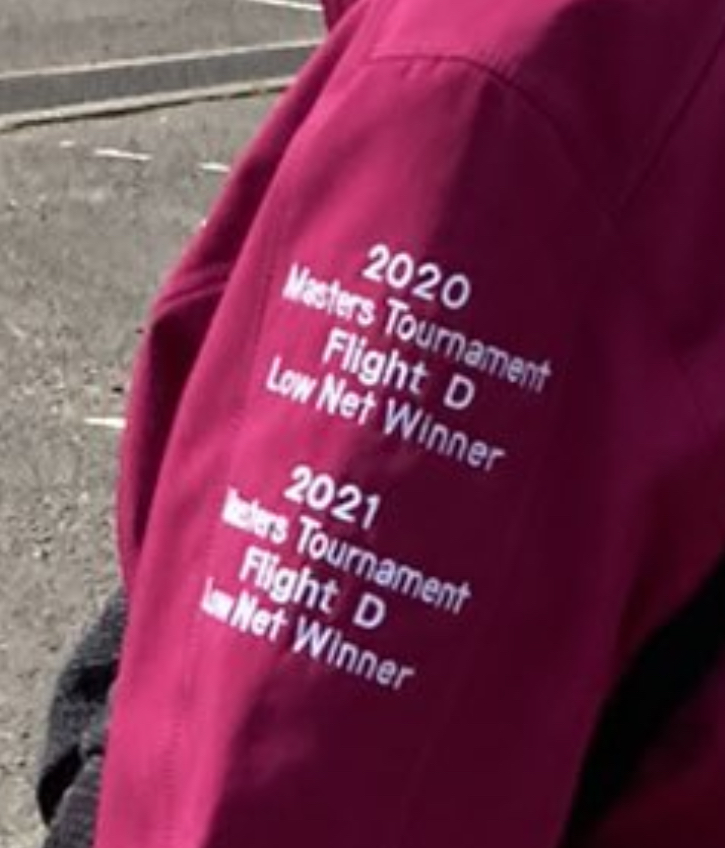 2020
Masters Tournament
Flight D
Low Net Winner
2021
Masters Tournament
Flight D
Low Net Winner